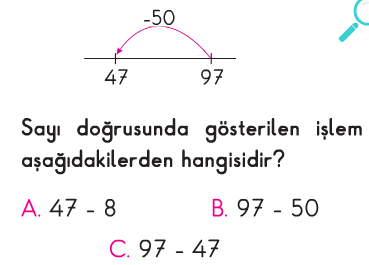 -50
47 97
Sayı doğrusunda gösterilen işlem
aşağıdakilerden hangisidir?
A. 47 - 8 B. 97 - 50
C. 97 - 47